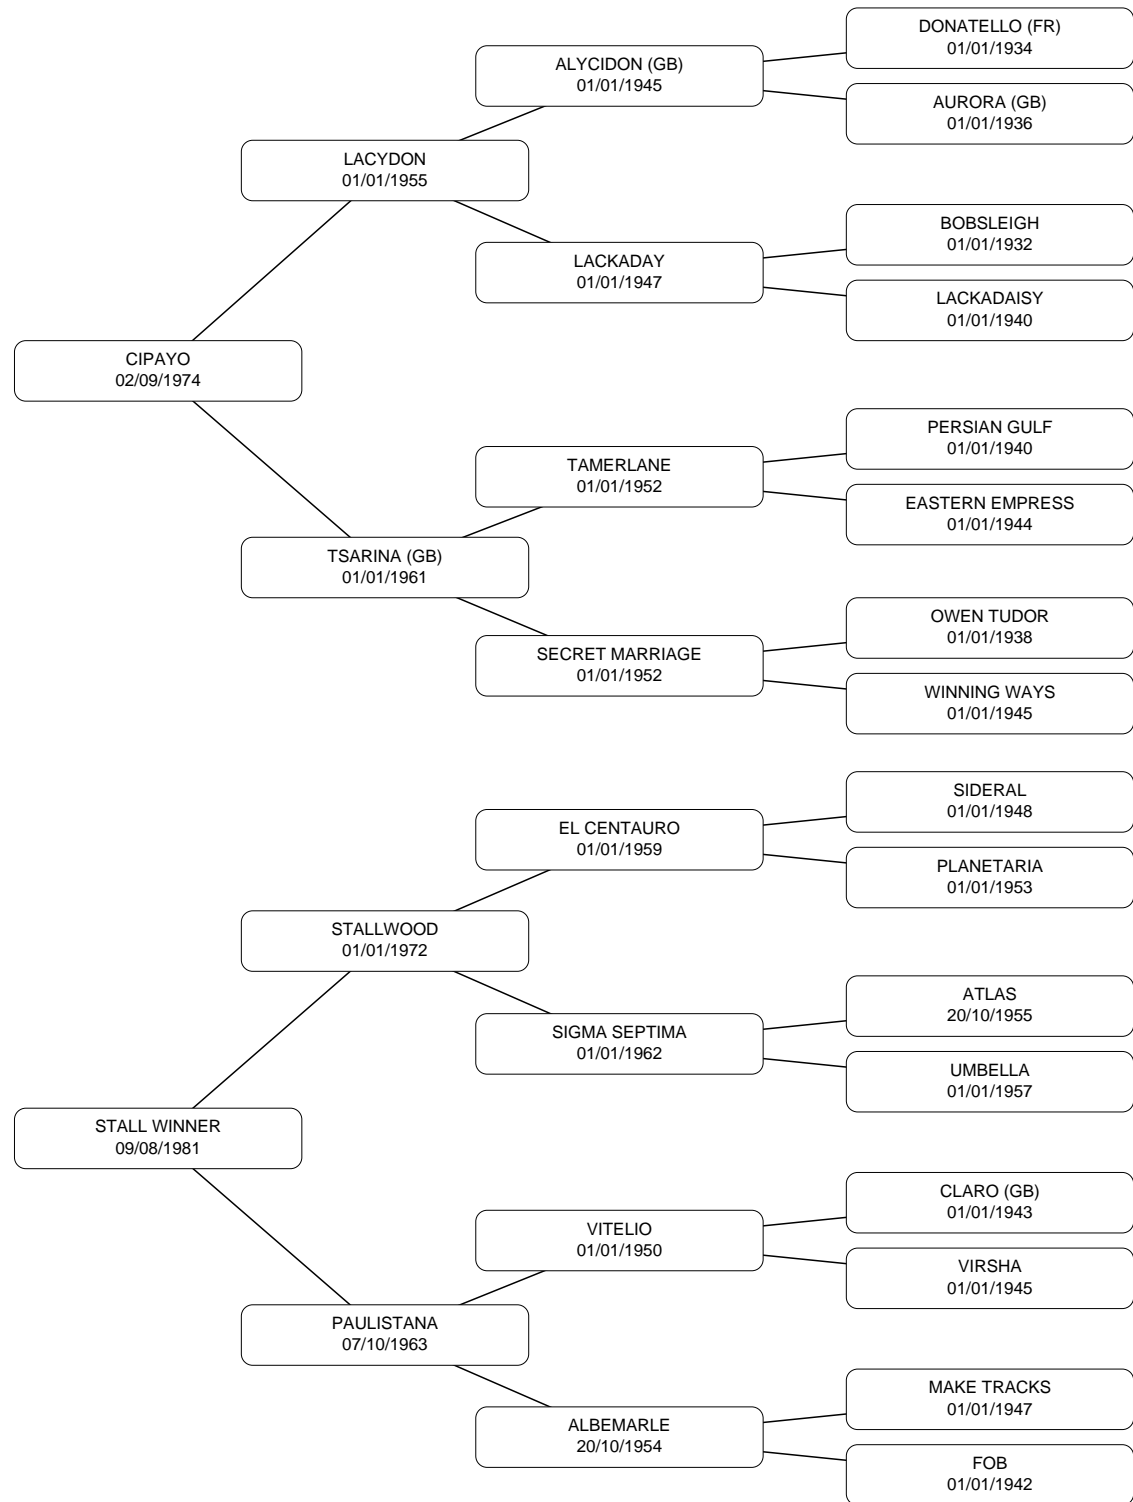 DONATELLO (FR)
01/01/1934
ALYCIDON (GB)
01/01/1945
AURORA (GB)
01/01/1936
LACYDON
01/01/1955
BOBSLEIGH
01/01/1932
LACKADAY
01/01/1947
LACKADAISY
01/01/1940
CIPAYO
02/09/1974
PERSIAN GULF
01/01/1940
TAMERLANE
01/01/1952
EASTERN EMPRESS
01/01/1944
TSARINA (GB)
01/01/1961
OWEN TUDOR
01/01/1938
SECRET MARRIAGE
01/01/1952
WINNING WAYS
01/01/1945
SIDERAL
01/01/1948
EL CENTAURO
01/01/1959
PLANETARIA
01/01/1953
STALLWOOD
01/01/1972
ATLAS
20/10/1955
SIGMA SEPTIMA
01/01/1962
UMBELLA
01/01/1957
STALL WINNER
09/08/1981
CLARO (GB)
01/01/1943
VITELIO
01/01/1950
VIRSHA
01/01/1945
PAULISTANA
07/10/1963
MAKE TRACKS
01/01/1947
ALBEMARLE
20/10/1954
FOB
01/01/1942